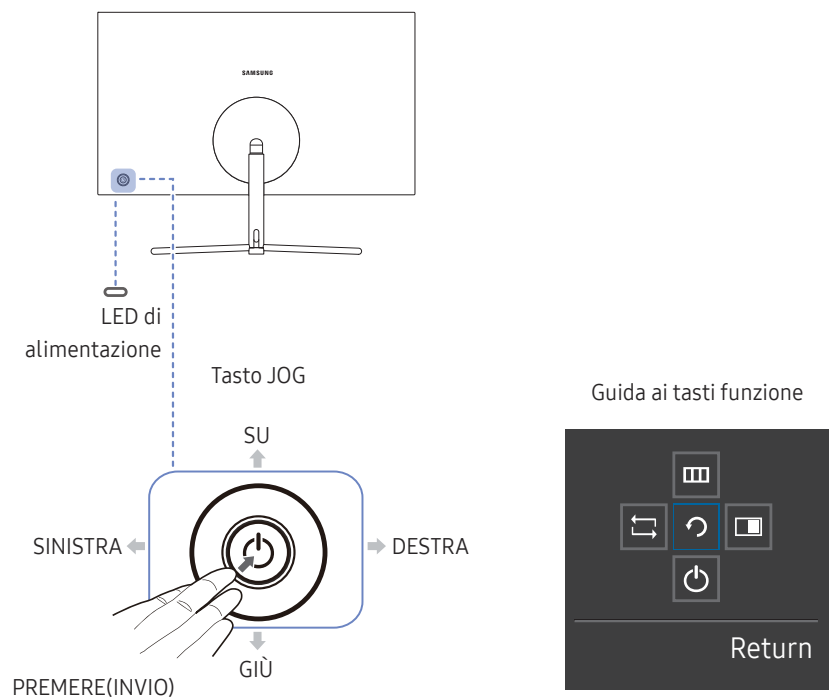 SAMSUNG
LED di
alimentazione
Tasto JOG
Guida ai tasti funzione
SU
SINISTRA
DESTRA
GIÙ
PREMERE(INVIO)
Return